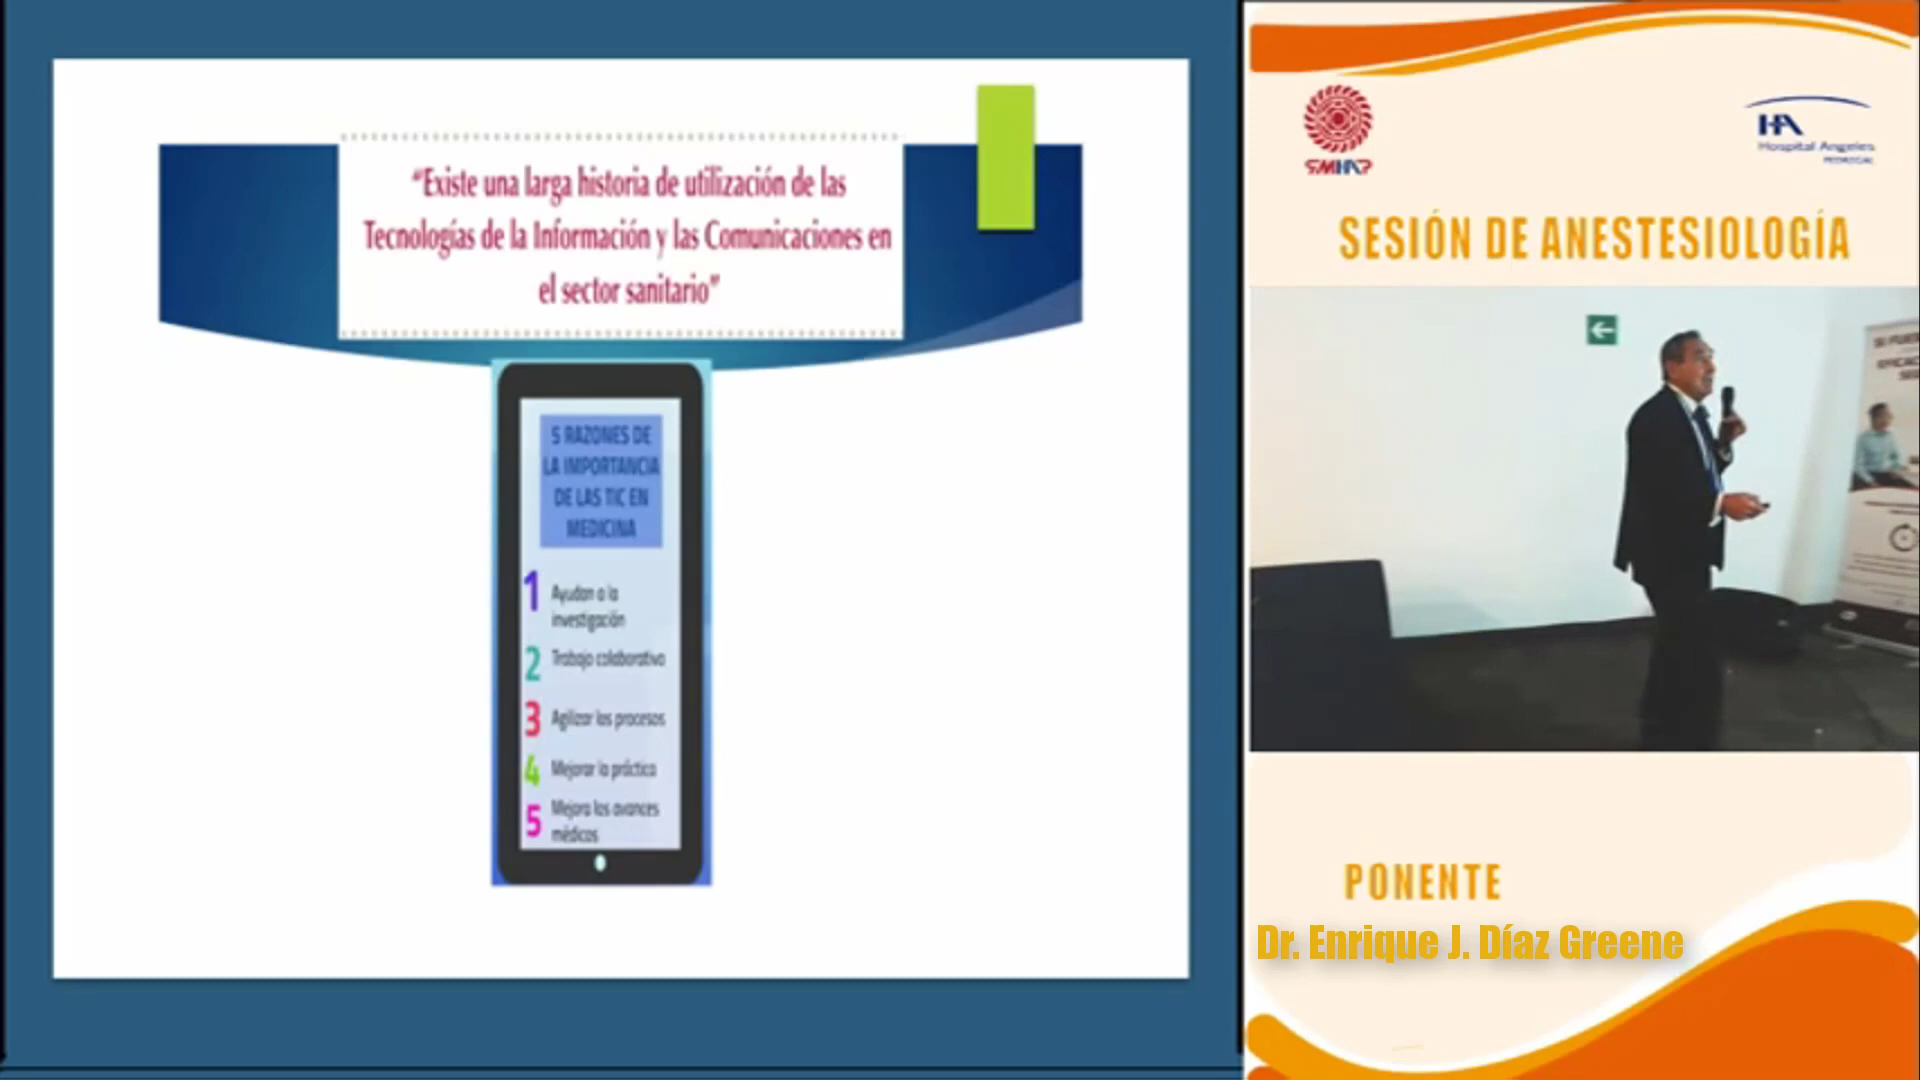 “Existe una larga historia de utilización de las
Tecnologías de la Información y las Comunicaciones en
el sector sanitario”
5 RAZONES DE
LA IMPORTANCIA
DE LAS TIC EN
MEDICINA
1 Ayudan a la
investigación
2 Trabajo colaborativo
3 Agilizar los procesos
4 Mejorar la práctica
5 Mejora los avances
médicos
SMHAP
HA
Hospital Angeles
PEDREGAL
SESIÓN DE ANESTESIOLOGÍA
PONENTE
Dr. Enrique J. Díaz Greene